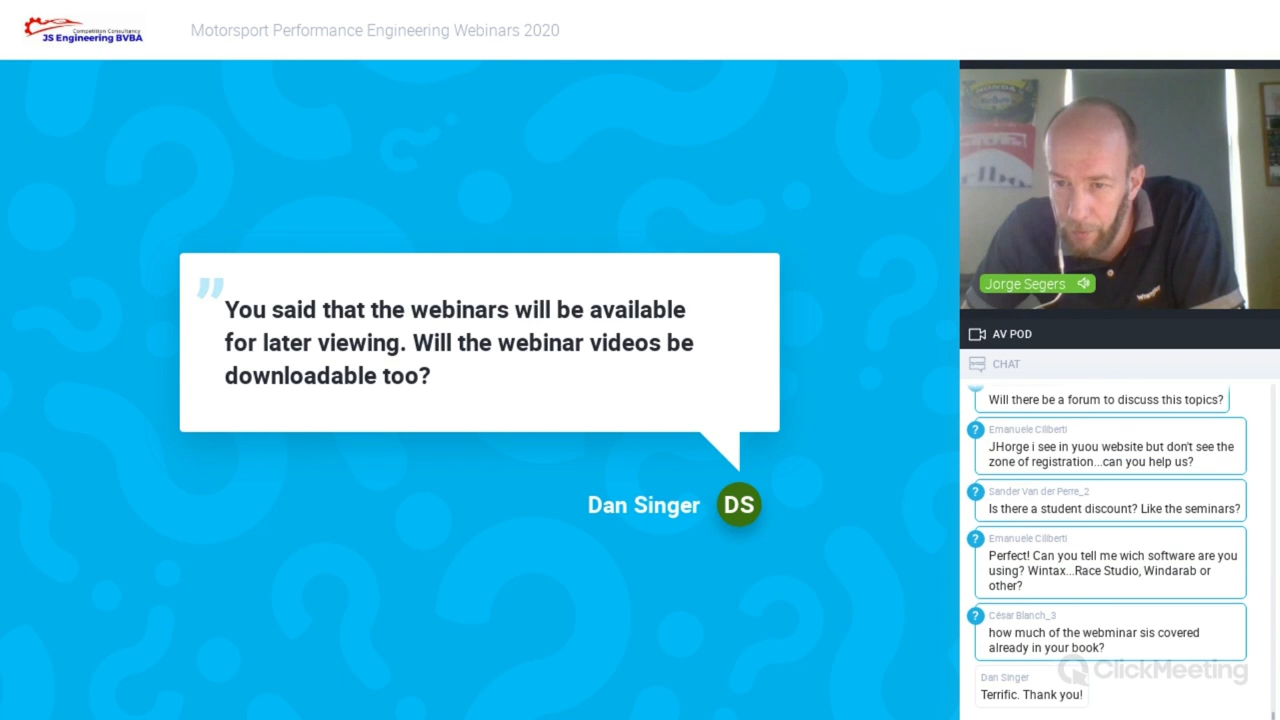 Competition Consultancy
JS Engineering BVBA
Motorsport Performance Engineering Webinars 2020
You said that the webinars will be available
for later viewing. Will the webinar videos be
downloadable too?
Dan Singer
DS
HONDA
Jorge Segers
Wrangler
AV POD
CHAT
Will there be a forum to discuss this topics?
?
Emanuele Ciliberti
JHorge i see in yuou website but don't see the
zone of registration...can you help us?
?
Sander Van der Perre_2
Is there a student discount? Like the seminars?
?
Emanuele Ciliberti
Perfect! Can you tell me wich software are you
using? Wintax...Race Studio, Windarab or
other?
?
César Blanch_3
how much of the webminar sis covered
already in your book?
ClickMeeting
Dan Singer
Terrific. Thank you!